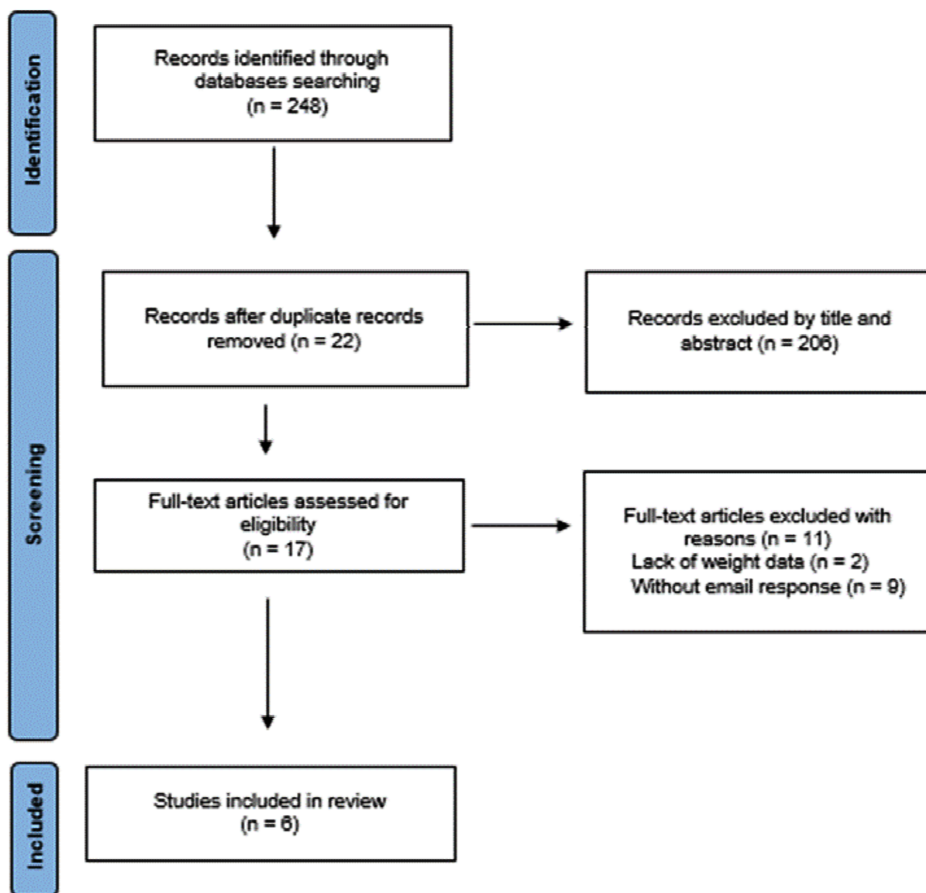 Identification
Records identified through
databases searching
(n = 248)
Screening
Records after duplicate records
removed (n = 22)
Records excluded by title and
abstract (n = 206)
Full-text articles assessed for
eligibility
(n = 17)
Full-text articles excluded with
reasons (n = 11)
Lack of weight data (n = 2)
Without email response (n = 9)
Included
Studies included in review
(n = 6)